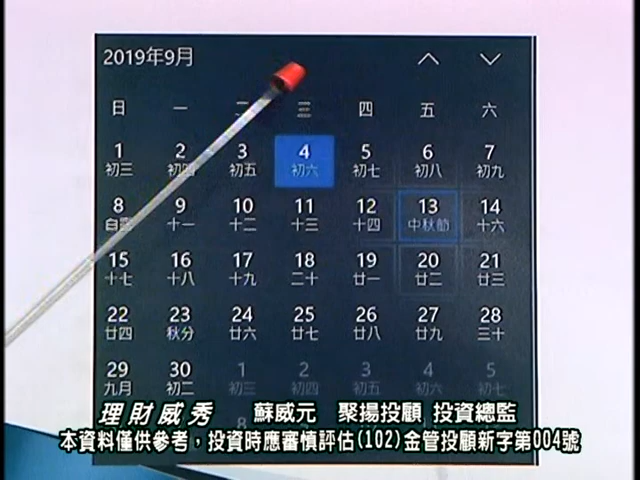 2019年9月
日 一 二 三 四 五 六
1 2 3 4 5 6 7
初三 初四 初五 初六 初七 初八 初九
8 9 10 11 12 13 14
白露 十一 十二 十三 十四 中秋節 十六
15 16 17 18 19 20 21
十七 十八 十九 二十 廿一 廿二 廿三
22 23 24 25 26 27 28
廿四 秋分 廿六 廿七 廿八 廿九 三十
29 30 1 2 3 4 5
九月 初二 初三 初四 初五 初六 初七
理財威秀 蘇威元 聚揚投顧 投資總監
本資料僅供參考，投資時應審慎評估(102)金管投顧新字第004號